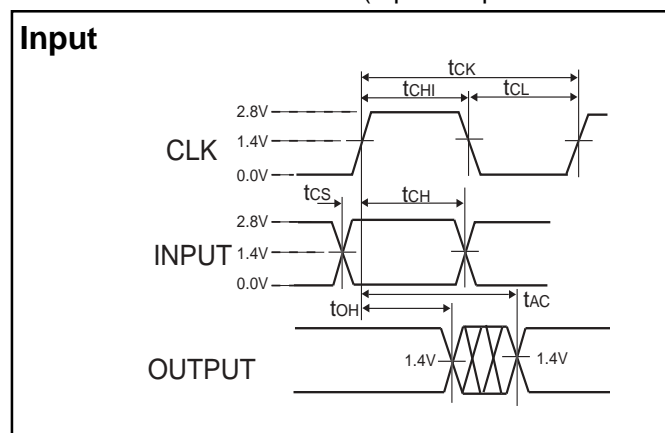 Input
tCK
tCHI
tCL
2.8V
CLK
1.4V
0.0V
tCS
tCH
2.8V
INPUT
1.4V
0.0V
tOH
tAC
OUTPUT
1.4V
1.4V